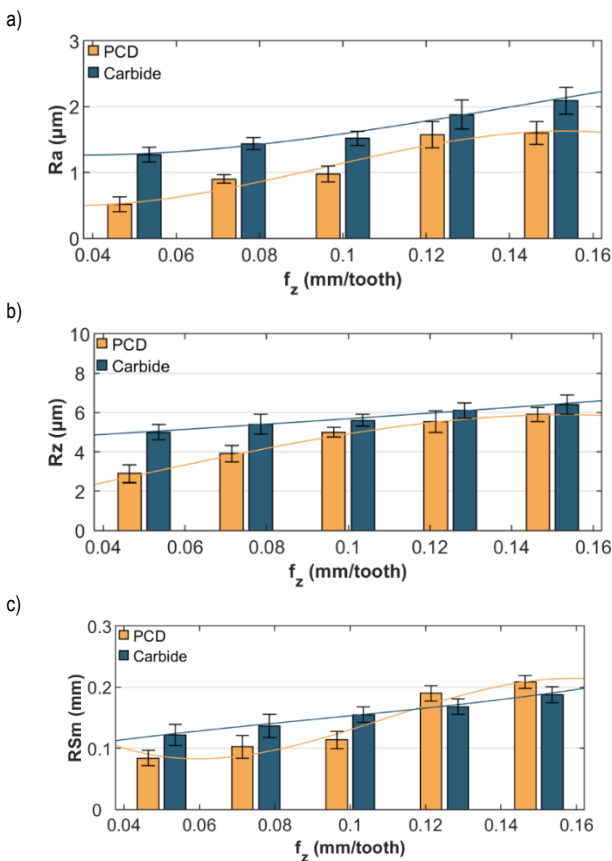 a)
3
2
1
0
Ra (µm)
PCD
Carbide
0.04 0.06 0.08 0.1 0.12 0.14 0.16
f_z (mm/tooth)
b)
10
8
6
4
2
0
Rz (µm)
PCD
Carbide
0.04 0.06 0.08 0.1 0.12 0.14 0.16
f_z (mm/tooth)
c)
0.3
0.2
0.1
0
RSm (mm)
PCD
Carbide
0.04 0.06 0.08 0.1 0.12 0.14 0.16
f_z (mm/tooth)